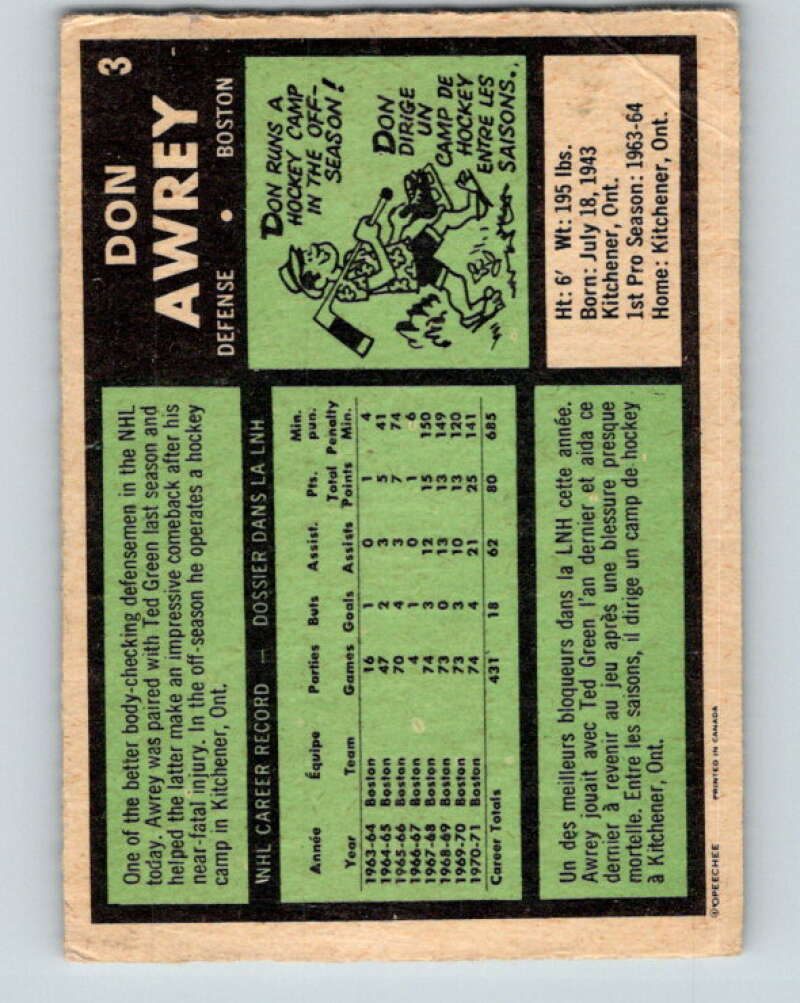 3
DON
AWREY
DEFENSE • BOSTON
One of the better body-checking defensemen in the NHL
today. Awrey was paired with Ted Green last season and
helped the latter make an impressive comeback after his
near-fatal injury. In the off-season he operates a hockey
camp in Kitchener, Ont.
DON RUNS A
HOCKEY CAMP
IN THE OFF-
SEASON!
DON
DIRIGE
UN
CAMP DE
HOCKEY
ENTRE LES
SAISONS..
NHL CAREER RECORD — DOSSIER DANS LA LNH
Année Équipe Parties Buts Assist. Pts. Min. pun.
Year Team Games Goals Assists Total Points Penalty Min.
1963-64 Boston 16 1 0 1 4
1964-65 Boston 47 2 3 5 41
1965-66 Boston 70 4 3 7 74
1966-67 Boston 4 1 0 1 6
1967-68 Boston 74 3 12 15 150
1968-69 Boston 73 0 13 13 149
1969-70 Boston 73 3 10 13 120
1970-71 Boston 74 4 21 25 141
Career Totals 431 18 62 80 685
Ht: 6' Wt: 195 lbs.
Born: July 18, 1943
Kitchener, Ont.
1st Pro Season: 1963-64
Home: Kitchener, Ont.
Un des meilleurs bloqueurs dans la LNH cette année.
Awrey jouait avec Ted Green l'an dernier et aida ce
dernier à revenir au jeu après une blessure presque
mortelle. Entre les saisons, il dirige un camp de hockey
à Kitchener, Ont.
©OPEECHEE PRINTED IN CANADA